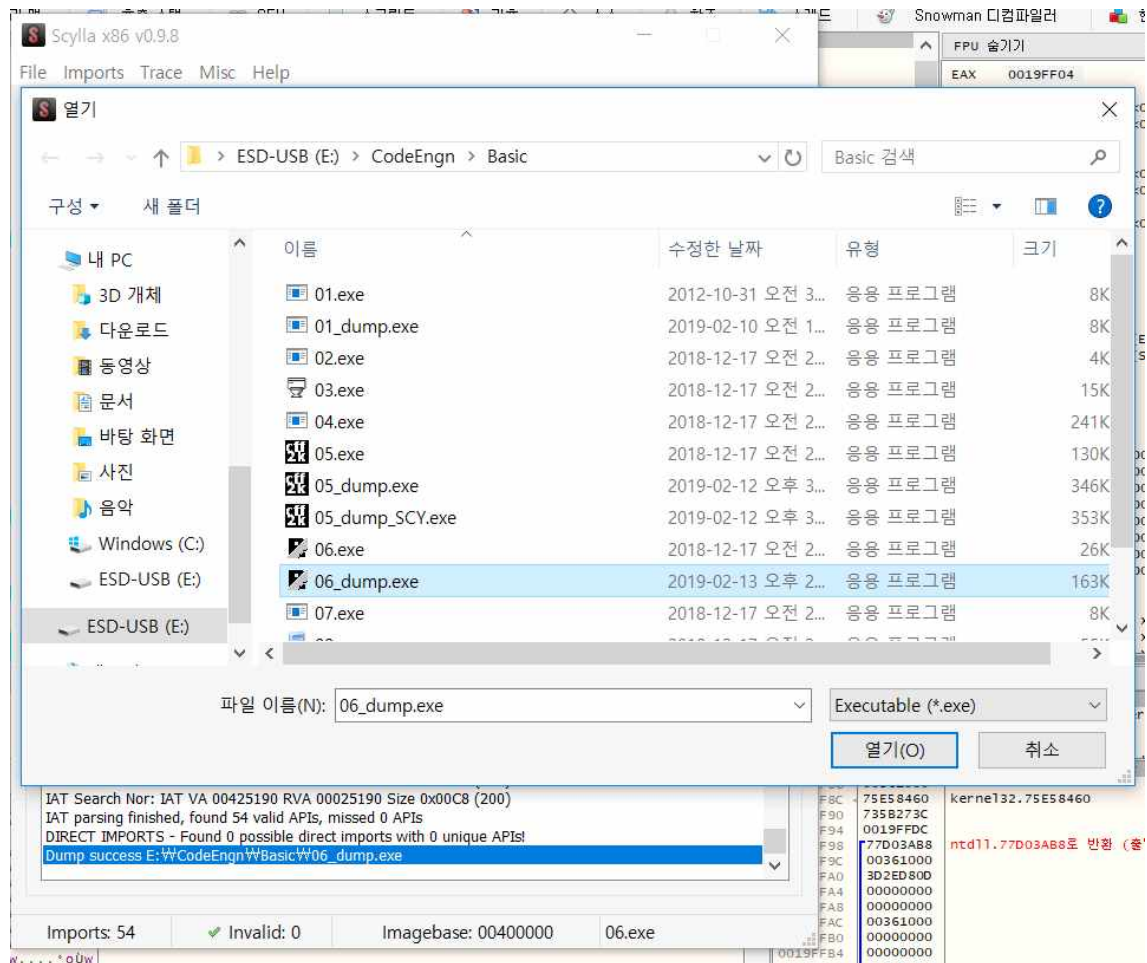 Snowman 디컴파일러
Scylla x86 v0.9.8
FPU 숨기기
File Imports Trace Misc Help
EAX 0019FF04
열기
ESD-USB (E:) > CodeEngn > Basic
Basic 검색
구성 새 폴더
내 PC
이름 수정한 날짜 유형 크기
3D 개체
01.exe 2012-10-31 오전 3... 응용 프로그램 8K
다운로드
01_dump.exe 2019-02-10 오전 1... 응용 프로그램 8K
동영상
02.exe 2018-12-17 오전 2... 응용 프로그램 4K
문서
03.exe 2018-12-17 오전 2... 응용 프로그램 15K
바탕 화면
04.exe 2018-12-17 오전 2... 응용 프로그램 241K
사진
05.exe 2018-12-17 오전 2... 응용 프로그램 130K
음악
05_dump.exe 2019-02-12 오후 3... 응용 프로그램 346K
Windows (C:)
05_dump_SCY.exe 2019-02-12 오후 3... 응용 프로그램 353K
ESD-USB (E:)
06.exe 2018-12-17 오전 2... 응용 프로그램 26K
06_dump.exe 2019-02-13 오후 2... 응용 프로그램 163K
ESD-USB (E:)
07.exe 2018-12-17 오전 2... 응용 프로그램 8K
파일 이름(N): 06_dump.exe Executable (*.exe)
열기(O) 취소
IAT Search Nor: IAT VA 00425190 RVA 00025190 Size 0x00C8 (200)
IAT parsing finished, found 54 valid APIs, missed 0 APIs
DIRECT IMPORTS - Found 0 possible direct imports with 0 unique APIs!
Dump success E:₩CodeEngn₩Basic₩06_dump.exe
Imports: 54 Invalid: 0 Imagebase: 00400000 06.exe
F8C 75E58460 kernel32.75E58460
F90 735B273C
F94 0019FFDC
F98 77D03AB8 ntdll.77D03AB8로 반환
F9C 00361000
FA0 3D2ED80D
FA4 00000000
FA8 00000000
FAC 00361000
FB0 00000000
0019FFB4 00000000